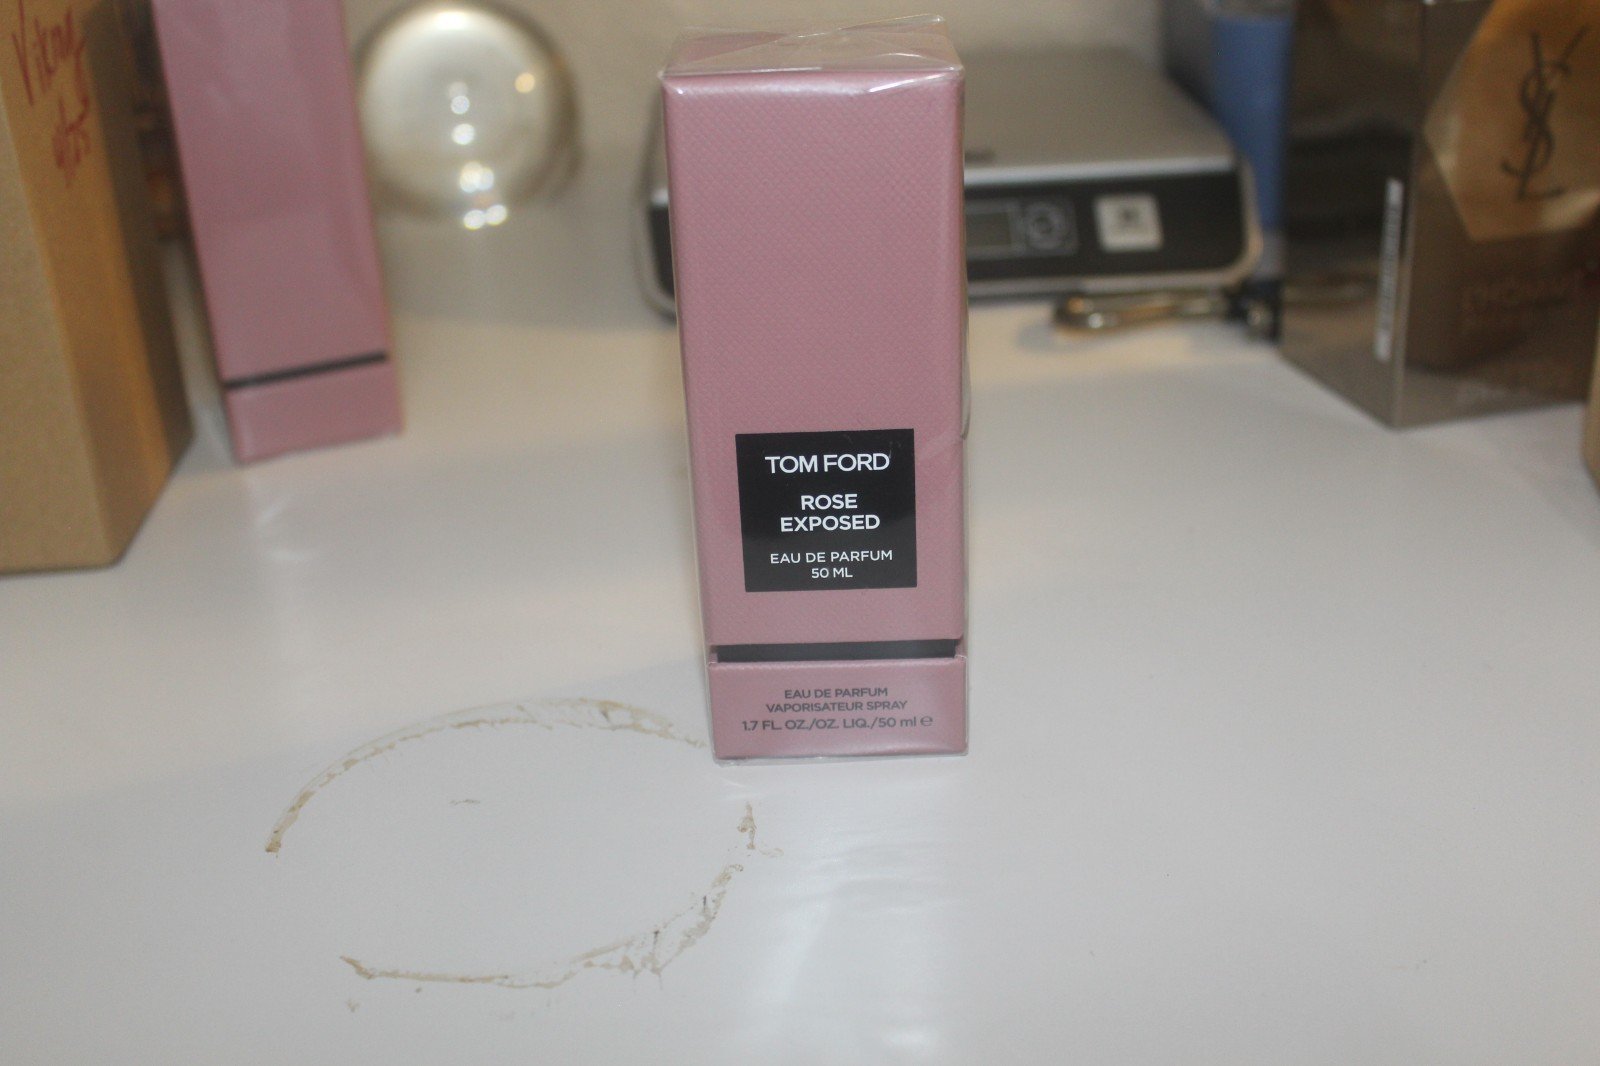 TOM FORD
ROSE
EXPOSED
EAU DE PARFUM
50 ML
EAU DE PARFUM
VAPORISATEUR SPRAY
1.7 FL. OZ./OZ. LIQ./50 ml ℮
YSL